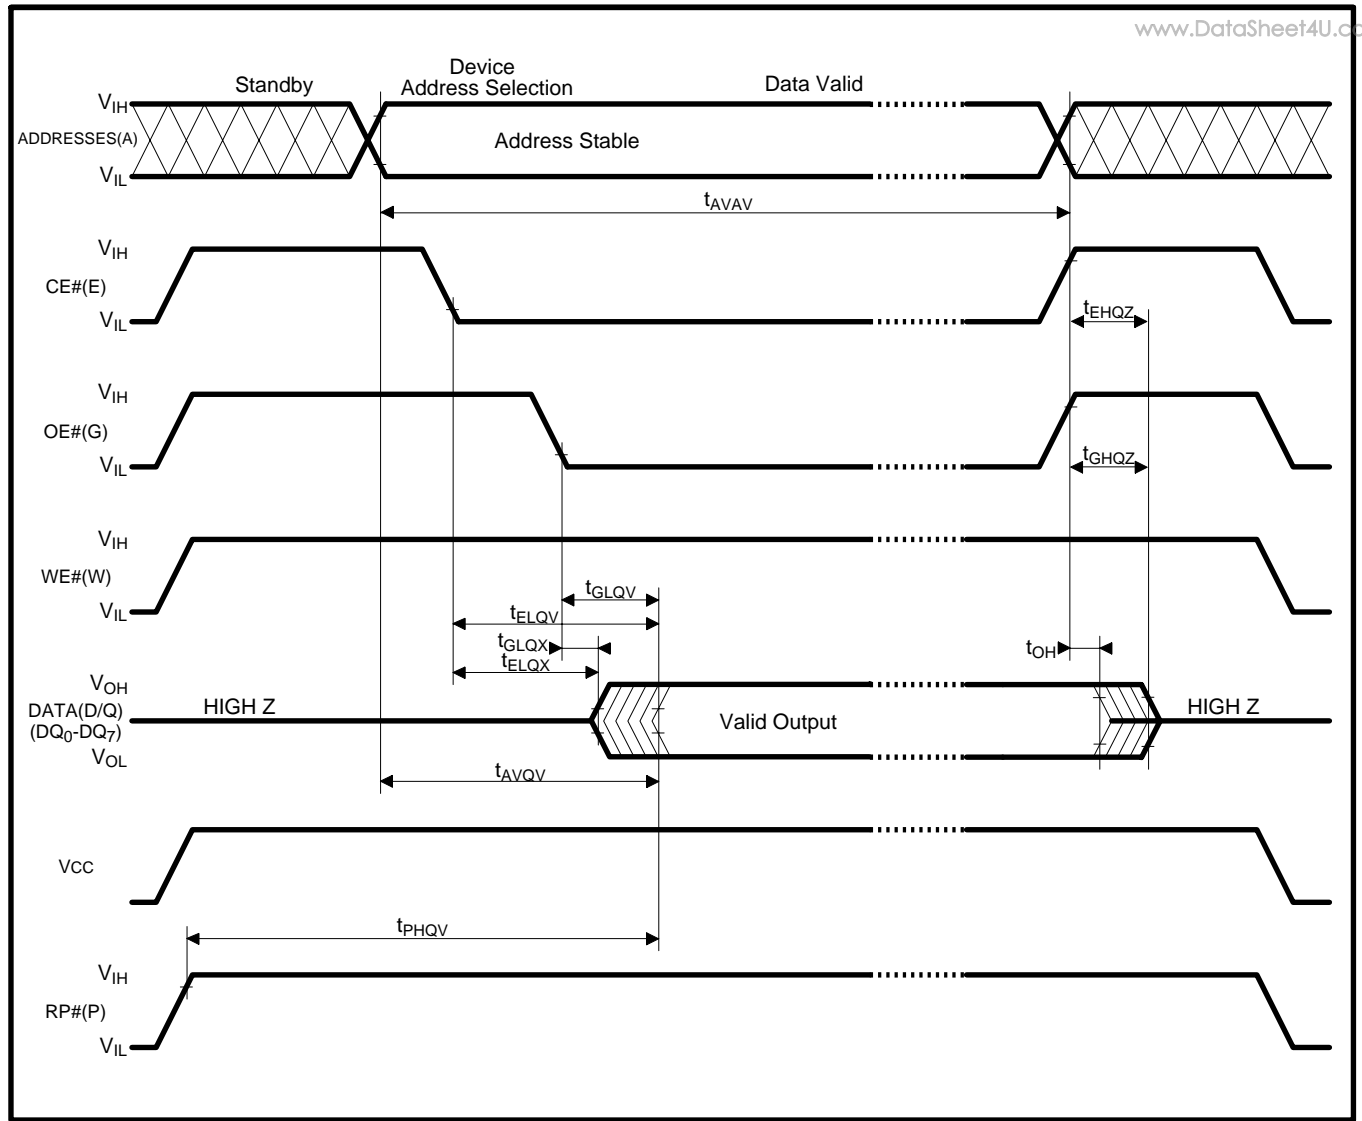 www.DataSheet4U.co
Standby
Device
Address Selection
Data Valid
VIH
ADDRESSES(A)
Address Stable
VIL
tAVAV
VIH
CE#(E)
VIL
tEHQZ
VIH
OE#(G)
VIL
tGHQZ
VIH
WE#(W)
VIL
tGLQV
tELQV
tGLQX
tELQX
tOH
VOH
DATA(D/Q)
(DQ0-DQ7)
VOL
HIGH Z
Valid Output
HIGH Z
tAVQV
VCC
tPHQV
VIH
RP#(P)
VIL